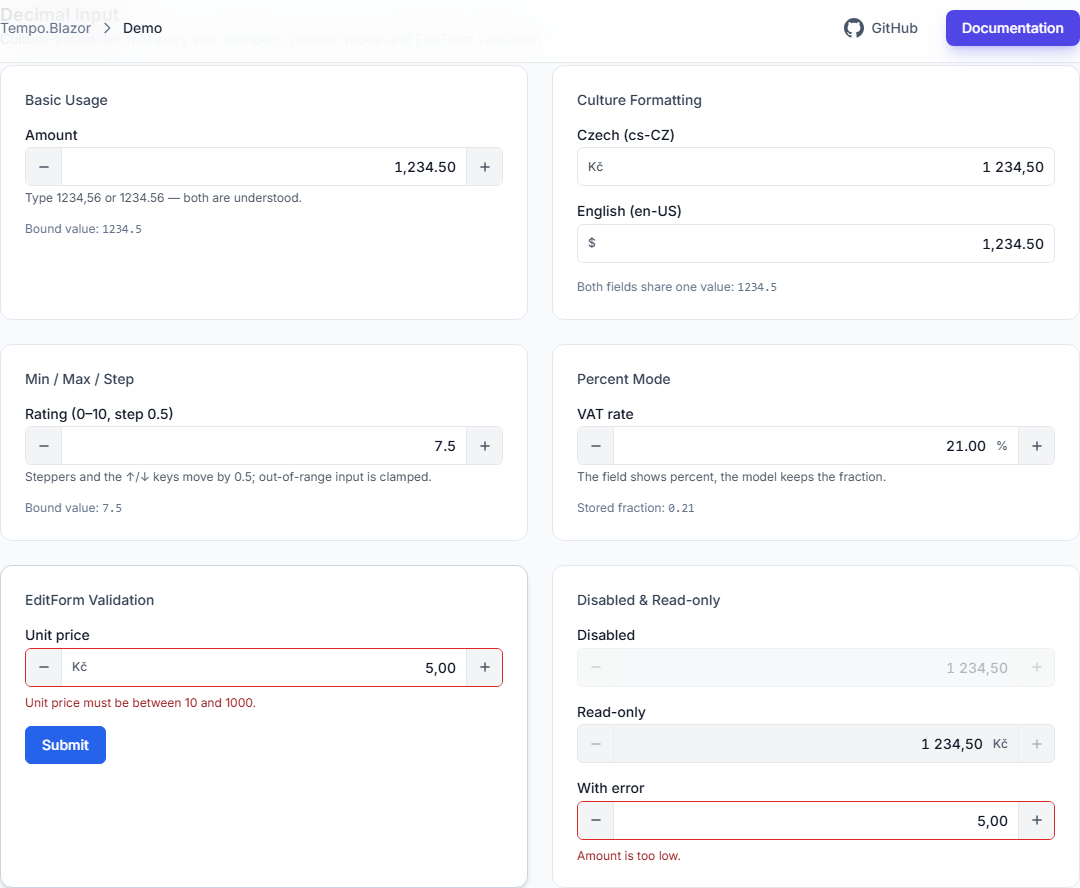 Decimal Input
Tempo.Blazor > Demo
GitHub
Documentation
Basic Usage
Amount
− 1,234.50 +
Type 1234,56 or 1234.56 — both are understood.
Bound value: 1234.5
Culture Formatting
Czech (cs-CZ)
Kč 1 234,50
English (en-US)
$ 1,234.50
Both fields share one value: 1234.5
Min / Max / Step
Rating (0–10, step 0.5)
− 7.5 +
Steppers and the ↑/↓ keys move by 0.5; out-of-range input is clamped.
Bound value: 7.5
Percent Mode
VAT rate
− 21.00 % +
The field shows percent, the model keeps the fraction.
Stored fraction: 0.21
EditForm Validation
Unit price
− Kč 5,00 +
Unit price must be between 10 and 1000.
Submit
Disabled & Read-only
Disabled
− 1 234,50 +
Read-only
− 1 234,50 Kč +
With error
− 5,00 +
Amount is too low.